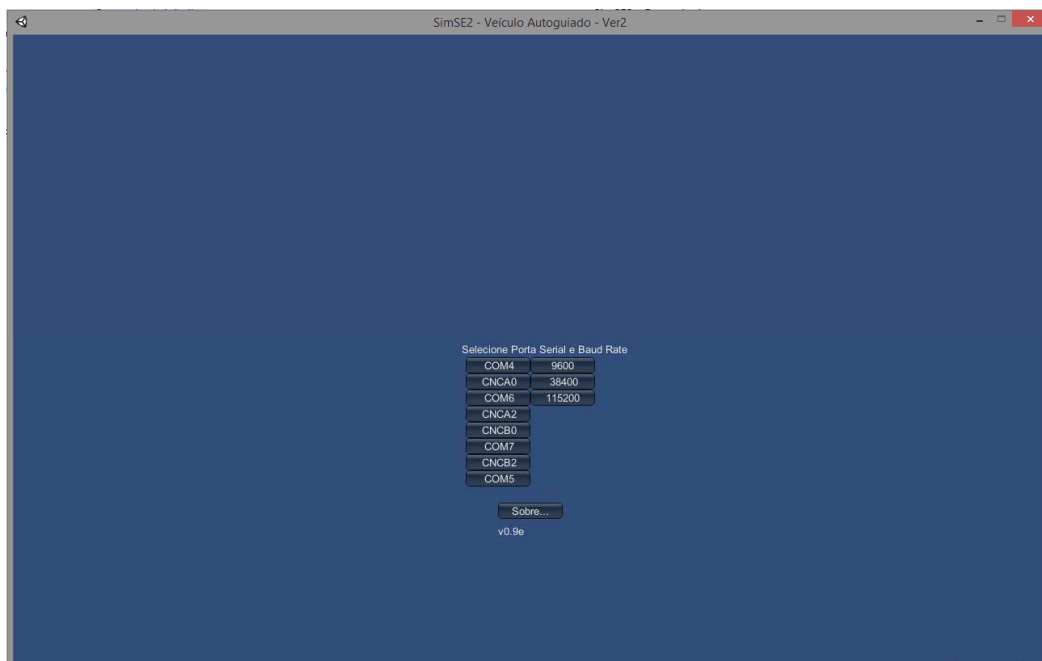 SimSE2 - Veículo Autoguiado - Ver2
Selecione Porta Serial e Baud Rate
COM4 9600
CNCA0 38400
COM6 115200
CNCA2
CNCB0
COM7
CNCB2
COM5
Sobre...
v0.9e